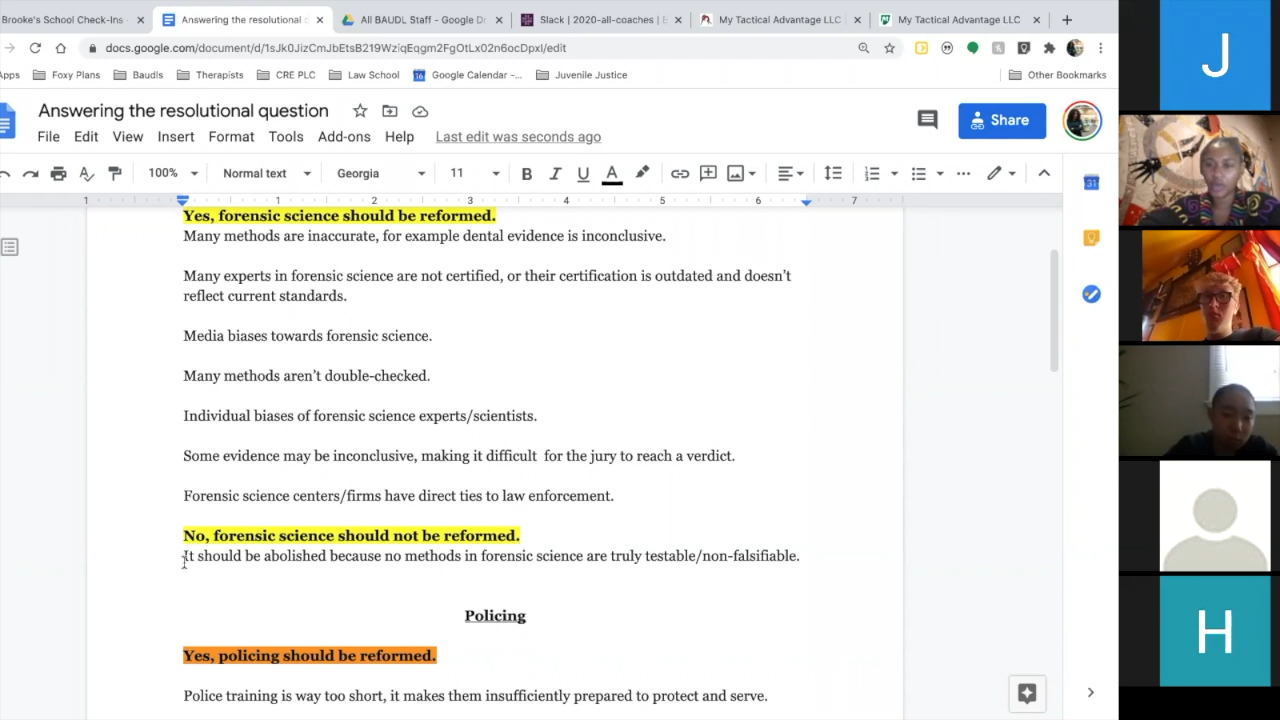 Brooke's School Check-Ins
Answering the resolutional
All BAUDL Staff - Google Dr
Slack | 2020-all-coaches |
My Tactical Advantage LLC
My Tactical Advantage LLC
docs.google.com/document/d/1sJk0JizCmJbEtsB219WziqEqgm2FgOtLx02n6ocDpxI/edit
Apps
Foxy Plans
Baudls
Therapists
CRE PLC
Law School
Google Calendar -...
Juvenile Justice
Other Bookmarks
Answering the resolutional question
Share
File Edit View Insert Format Tools Add-ons Help Last edit was seconds ago
100% Normal text Georgia 11 B I U A
1 1 2 3 4 5 6 7
Yes, forensic science should be reformed.
Many methods are inaccurate, for example dental evidence is inconclusive.
Many experts in forensic science are not certified, or their certification is outdated and doesn't
reflect current standards.
Media biases towards forensic science.
Many methods aren't double-checked.
Individual biases of forensic science experts/scientists.
Some evidence may be inconclusive, making it difficult for the jury to reach a verdict.
Forensic science centers/firms have direct ties to law enforcement.
No, forensic science should not be reformed.
It should be abolished because no methods in forensic science are truly testable/non-falsifiable.
Policing
Yes, policing should be reformed.
Police training is way too short, it makes them insufficiently prepared to protect and serve.
J
H